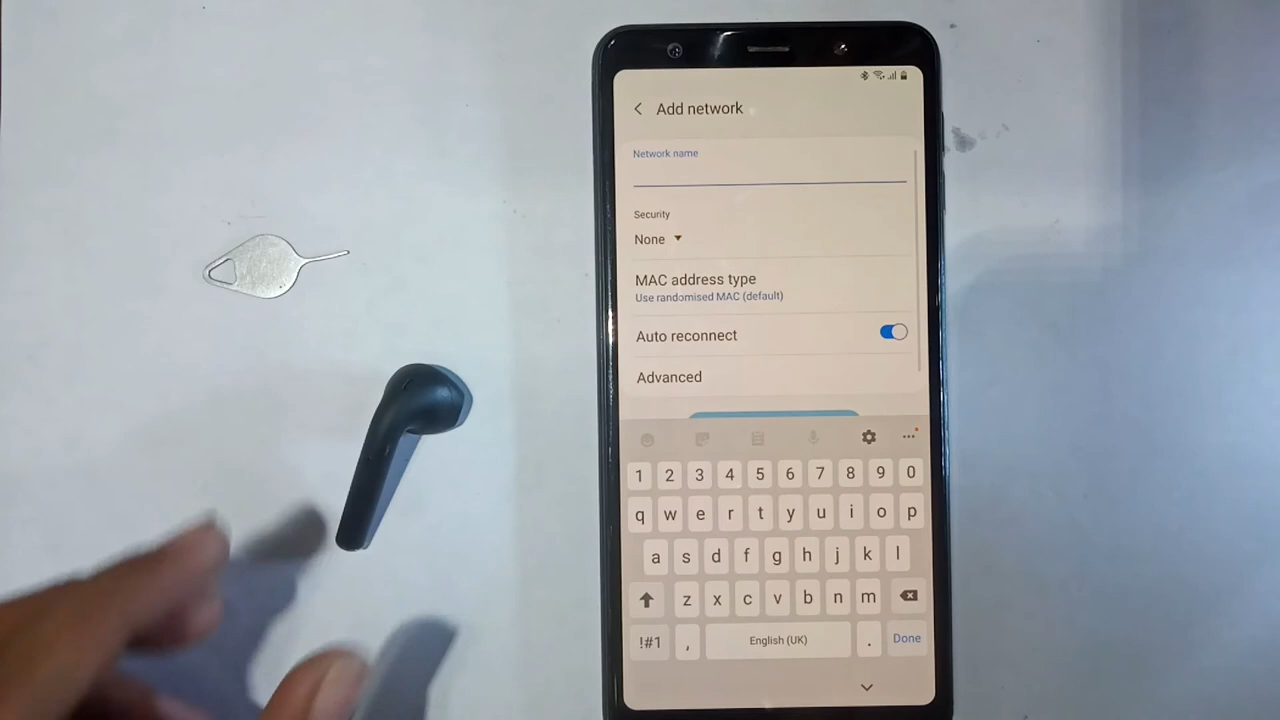 Add network
Network name
Security
None
MAC address type
Use randomised MAC (default)
Auto reconnect
Advanced
1 2 3 4 5 6 7 8 9 0
q w e r t y u i o p
a s d f g h j k l
z x c v b n m
!#1 , English (UK) . Done